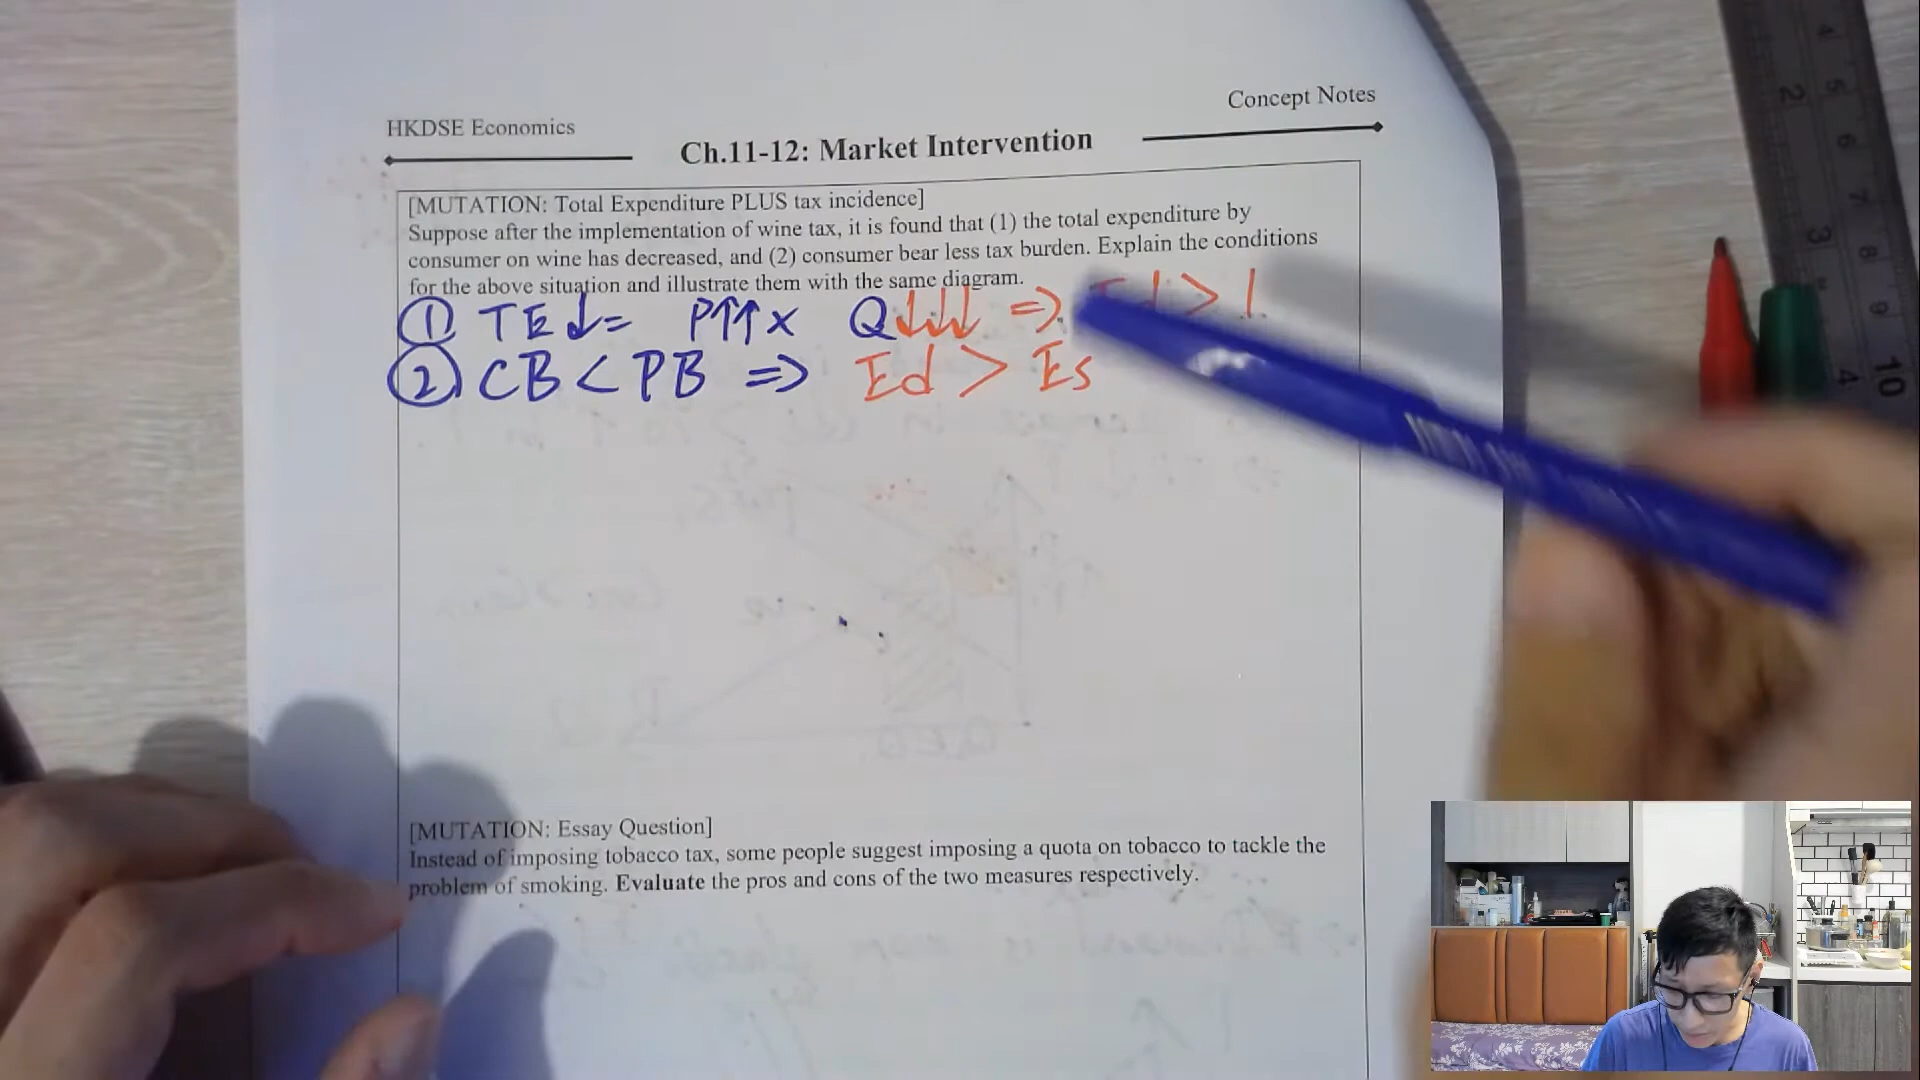 HKDSE Economics
Concept Notes
Ch.11-12: Market Intervention
[MUTATION: Total Expenditure PLUS tax incidence]
Suppose after the implementation of wine tax, it is found that (1) the total expenditure by
consumer on wine has decreased, and (2) consumer bear less tax burden. Explain the conditions
for the above situation and illustrate them with the same diagram.
① TE↓= P↑↑ x Q↓↓↓ => Ed > 1
② CB < PB => Ed > Es
[MUTATION: Essay Question]
Instead of imposing tobacco tax, some people suggest imposing a quota on tobacco to tackle the
problem of smoking. Evaluate the pros and cons of the two measures respectively.